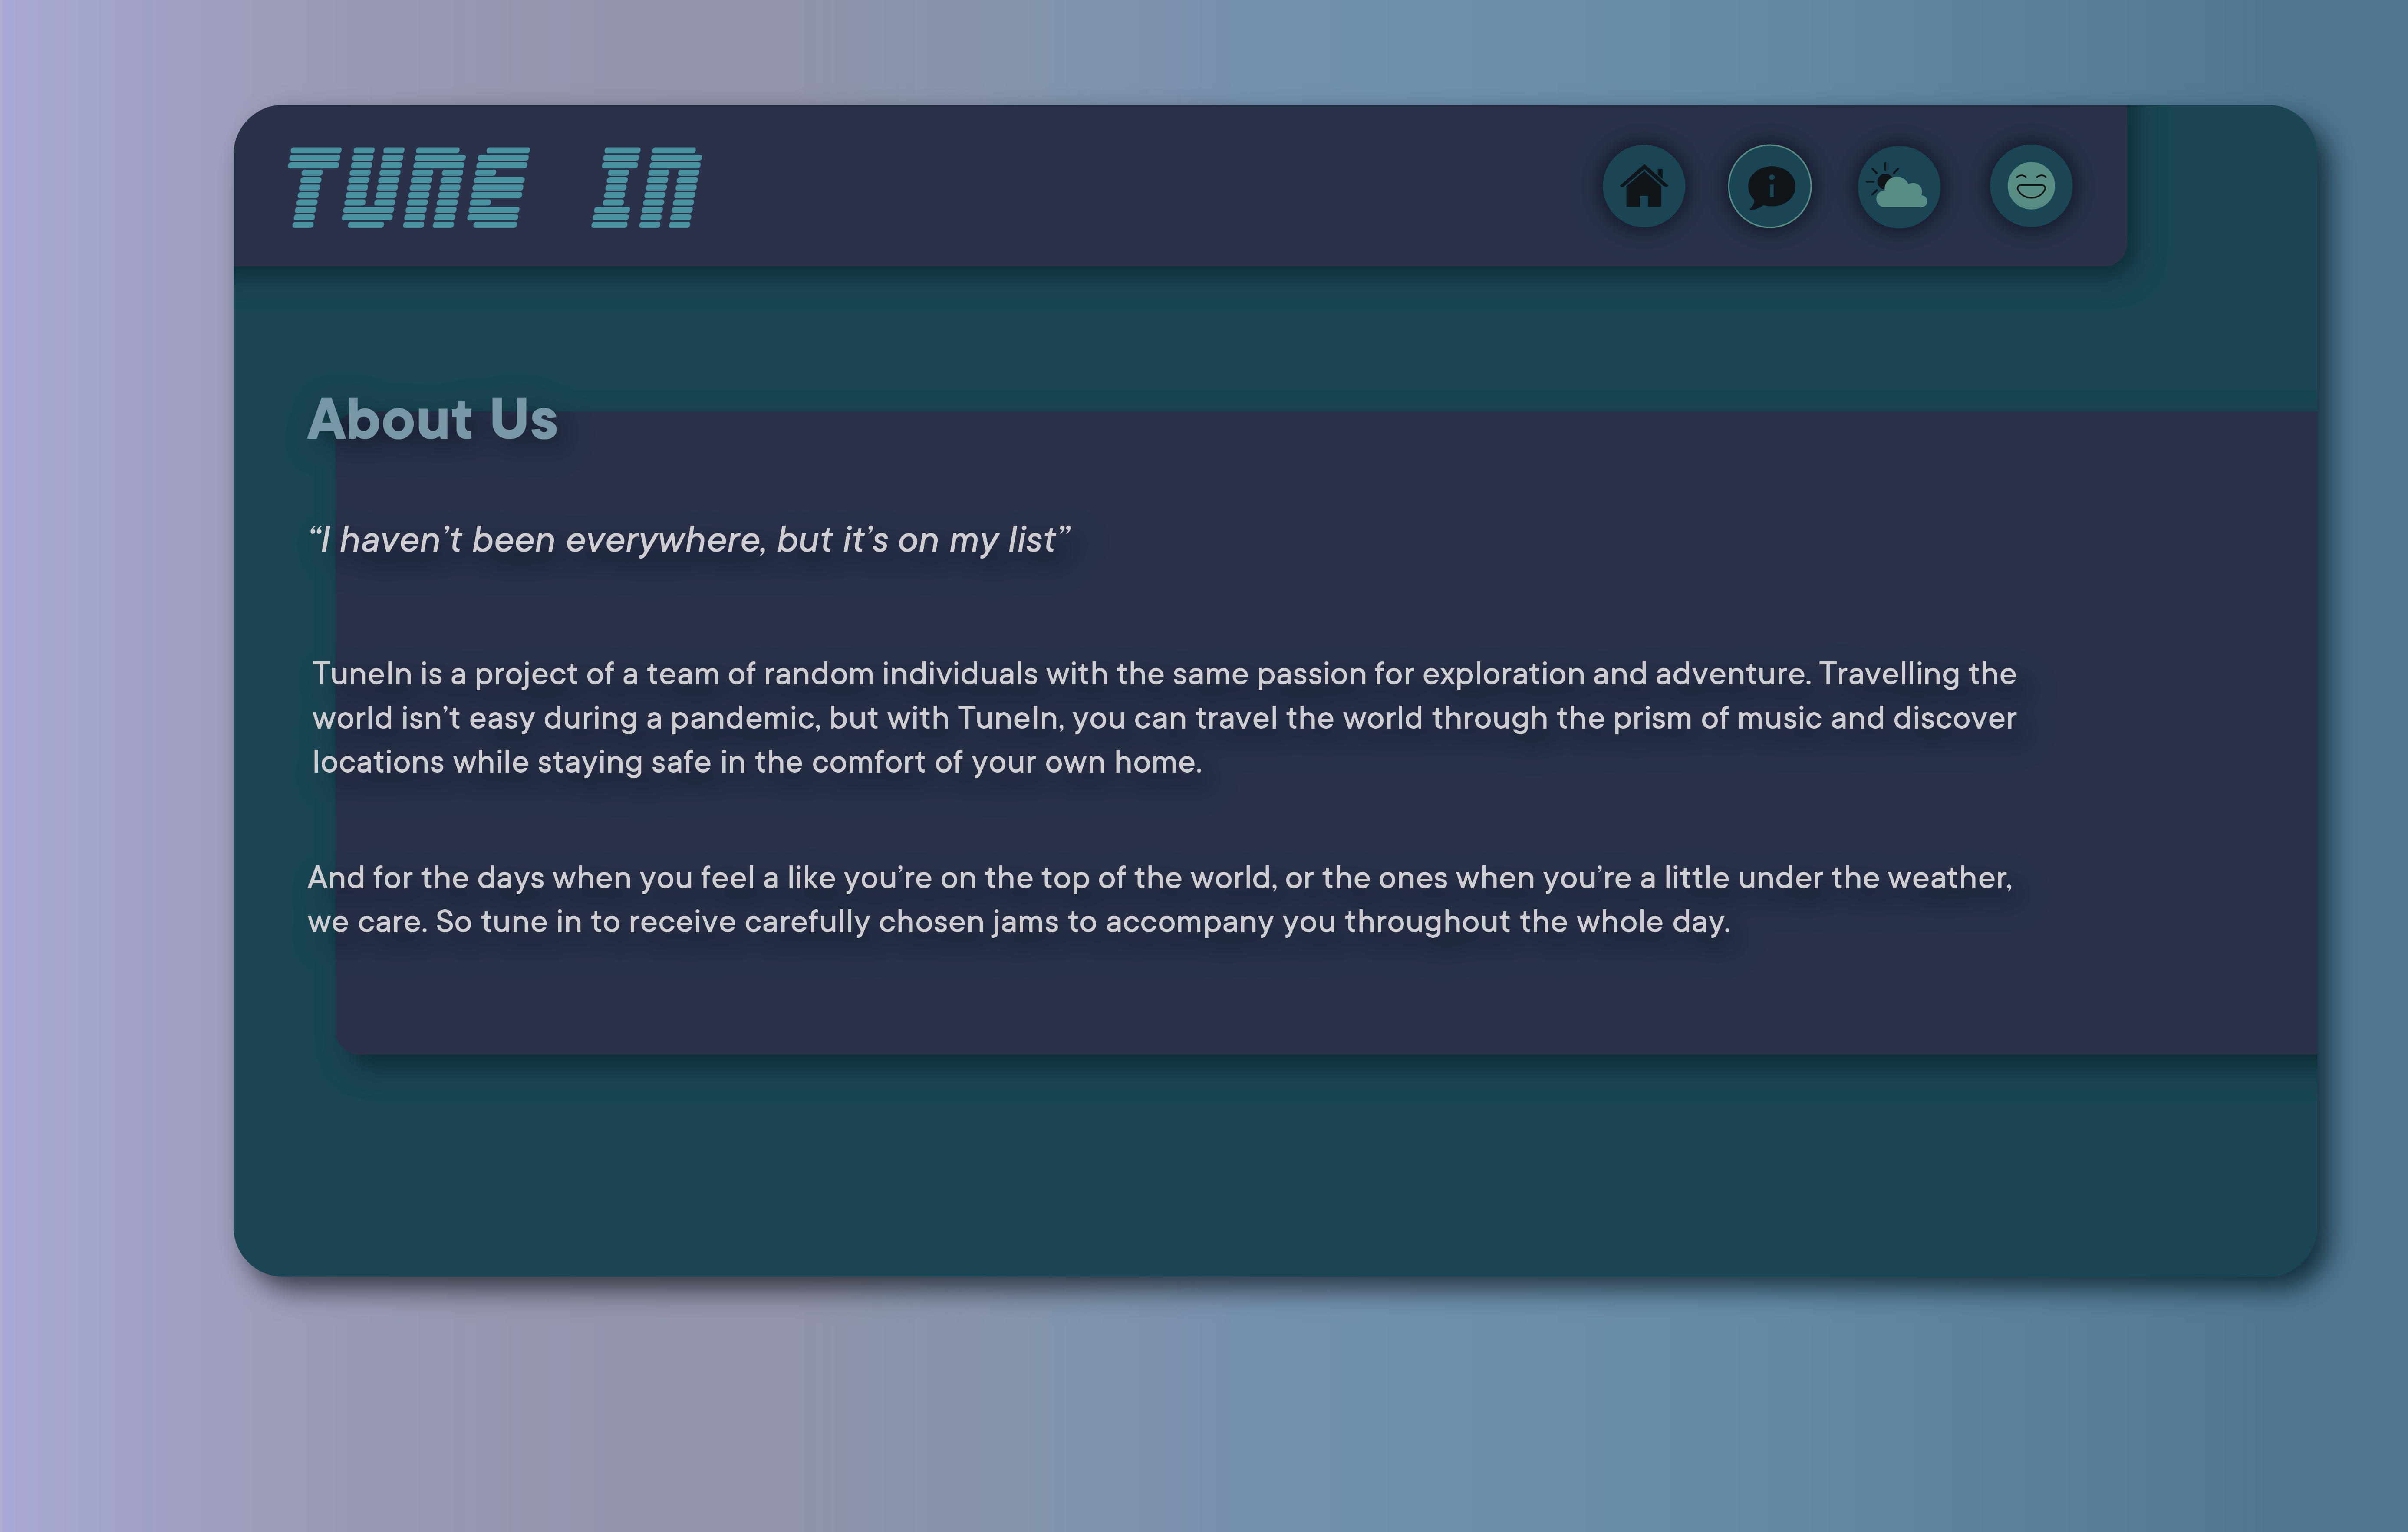 TUNE IN
About Us
“I haven’t been everywhere, but it’s on my list”
TuneIn is a project of a team of random individuals with the same passion for exploration and adventure. Travelling the
world isn’t easy during a pandemic, but with TuneIn, you can travel the world through the prism of music and discover
locations while staying safe in the comfort of your own home.
And for the days when you feel a like you’re on the top of the world, or the ones when you’re a little under the weather,
we care. So tune in to receive carefully chosen jams to accompany you throughout the whole day.